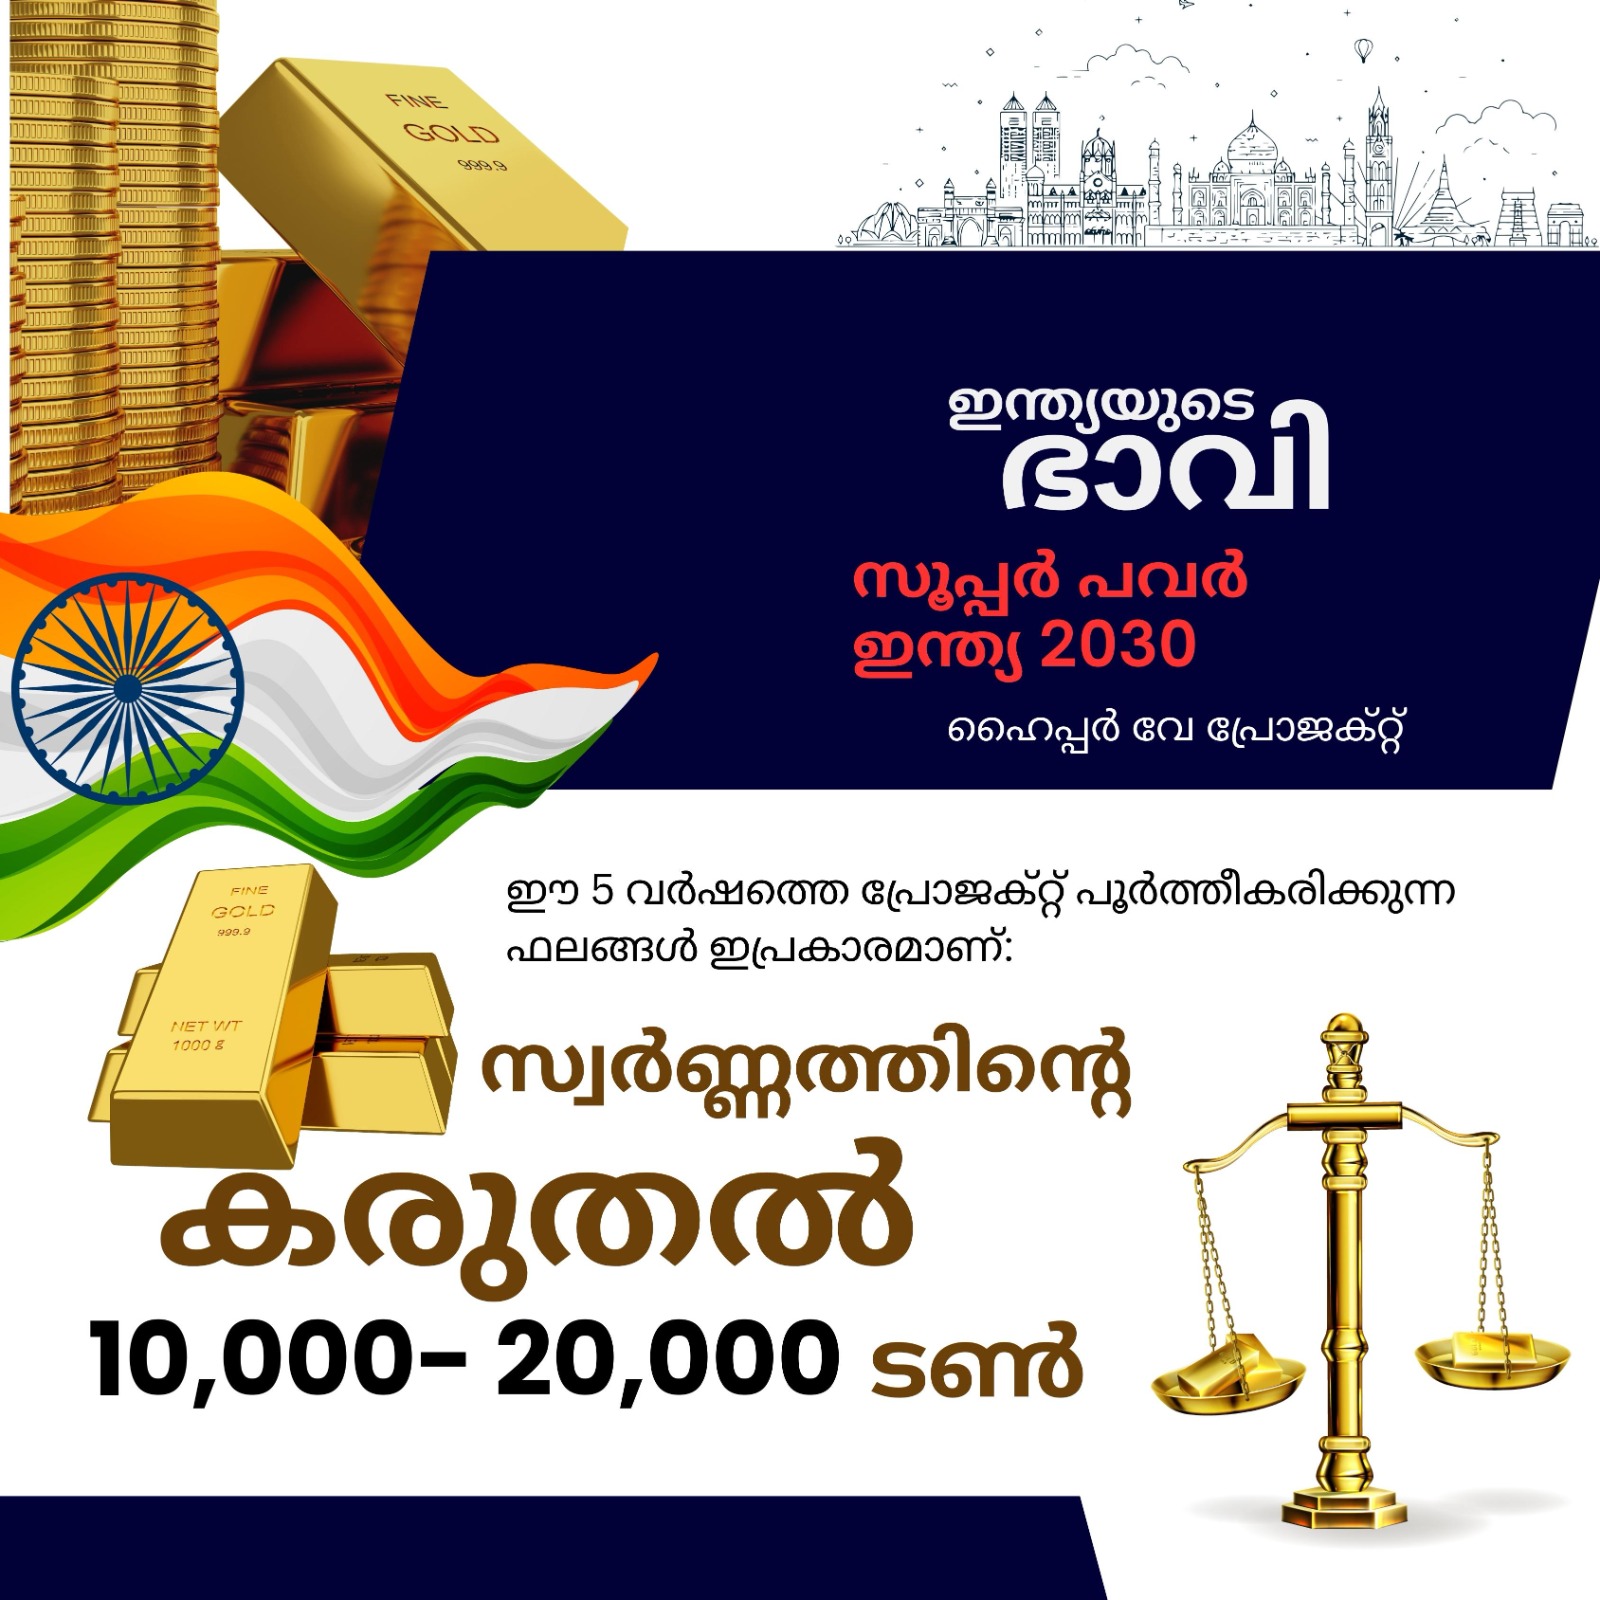 FINE
GOLD
999.9
ഇന്ത്യയുടെ
ഭാവി
സൂപ്പർ പവർ
ഇന്ത്യ 2030
ഹൈപ്പർ വേ പ്രോജക്റ്റ്
FINE
GOLD
999.9
NET WT
1000 g
ഈ 5 വർഷത്തെ പ്രോജക്റ്റ് പൂർത്തീകരിക്കുന്ന
ഫലങ്ങൾ ഇപ്രകാരമാണ്:
സ്വർണ്ണത്തിന്റെ
കരുതൽ
10,000- 20,000 ടൺ